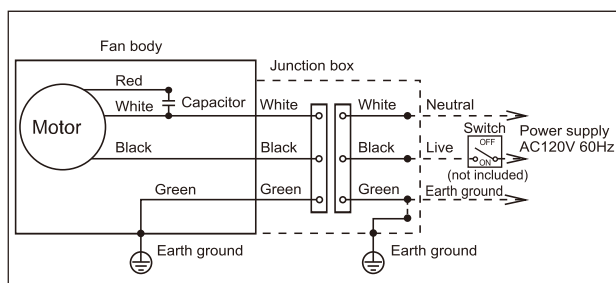 Fan body
Junction box
Red
White
Capacitor
White
White
Neutral
Motor
Switch
OFF
ON
(not included)
Power supply
AC120V 60Hz
Black
Black
Black
Live
Green
Green
Green
Earth ground
Earth ground
Earth ground